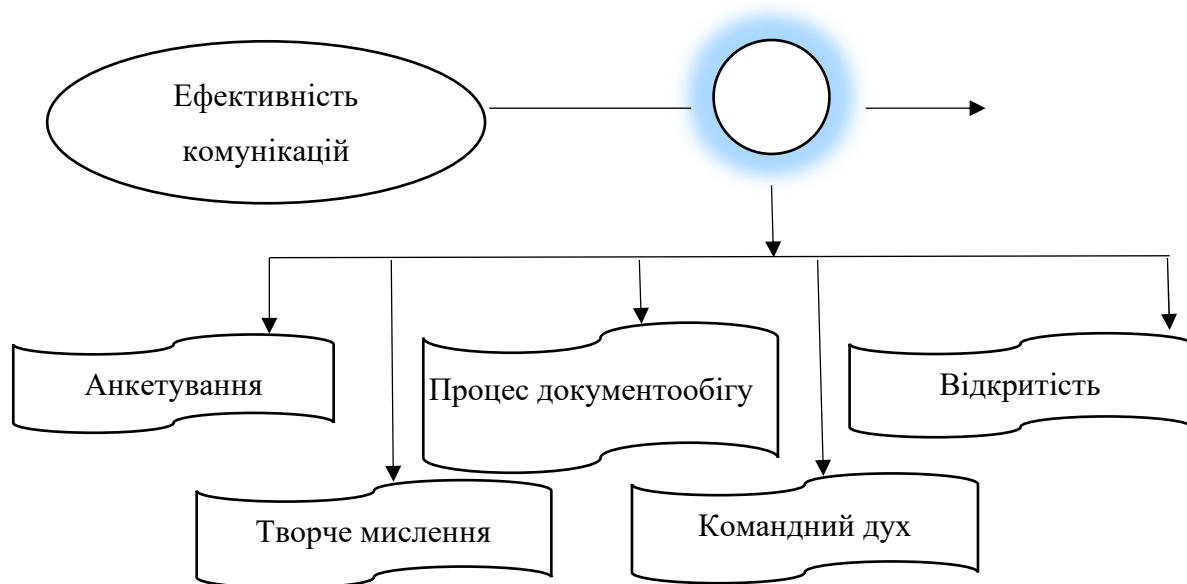 Ефективність
комунікацій
Анкетування
Процес документообігу
Відкритість
Творче мислення
Командний дух